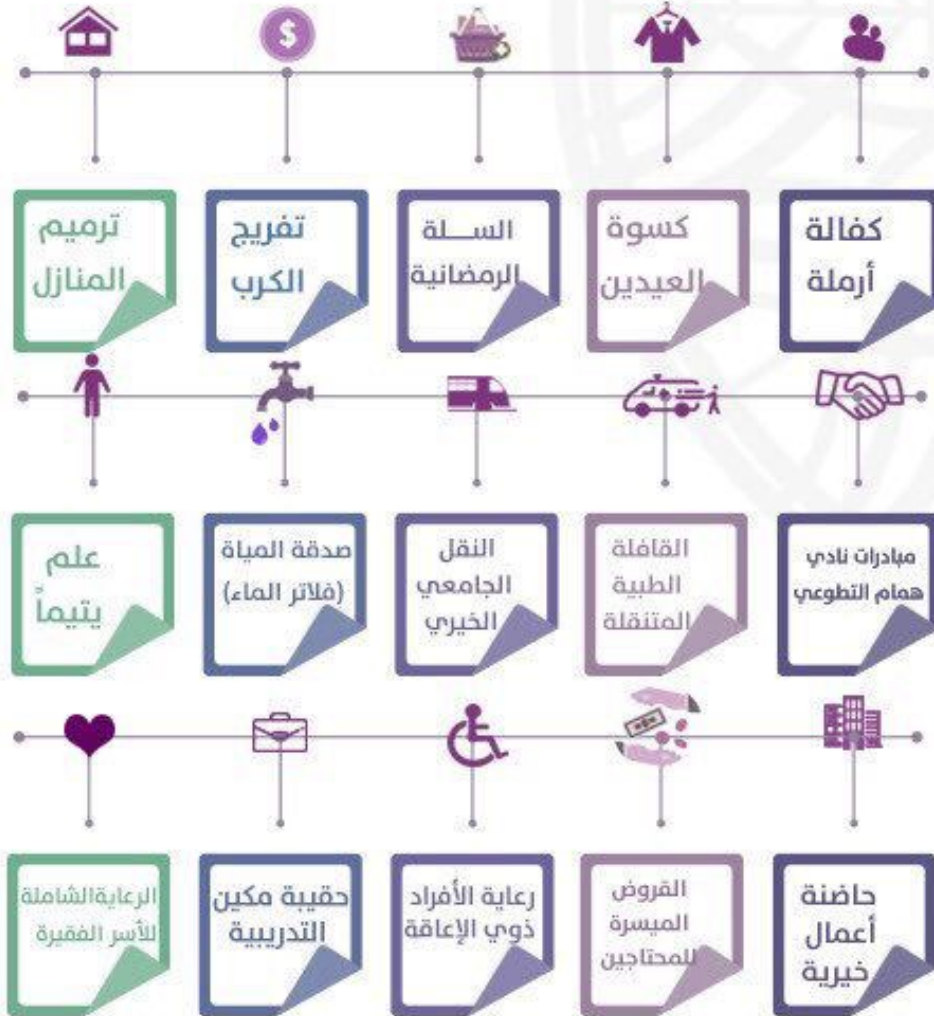 كفالة
أرملة
كسوة
العيدين
الســلة
الرمضانية
تفريج
الكرب
ترميم
المنازل
مبادرات نادي
همام التطوعي
القافلة
الطبية
المتنقلة
النقل
الجامعي
الخيري
صدقة المياة
(فلاتر الماء)
علم
يتيماً
حاضنة
أعمال
خيرية
القروض
الميسرة
للمحتاجين
رعاية الأفراد
ذوي الإعاقة
حقيبة مكين
التدريبية
الرعايةالشاملة
للأسر الفقيرة